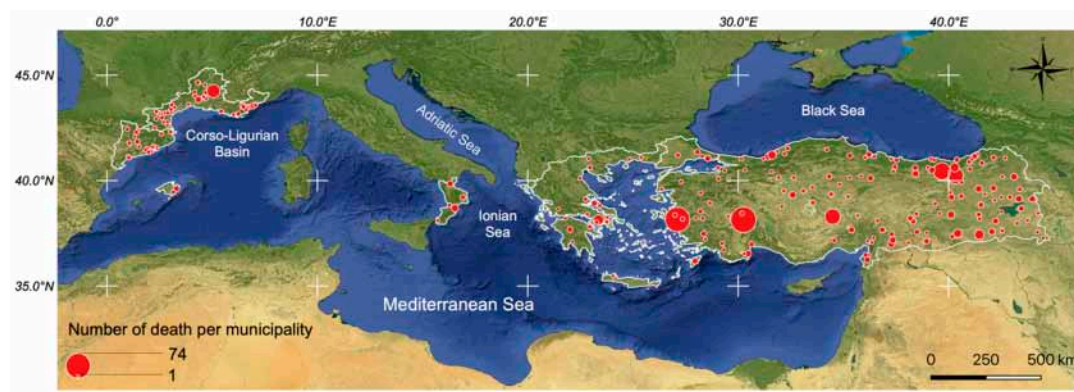 0.0° 10.0°E 20.0°E 30.0°E 40.0°E
45.0°N
Black Sea
Adriatic Sea
Corso-Ligurian
Basin
40.0°N
Ionian
Sea
35.0°N
Mediterranean Sea
Number of death per municipality
74
1
0 250 500 km